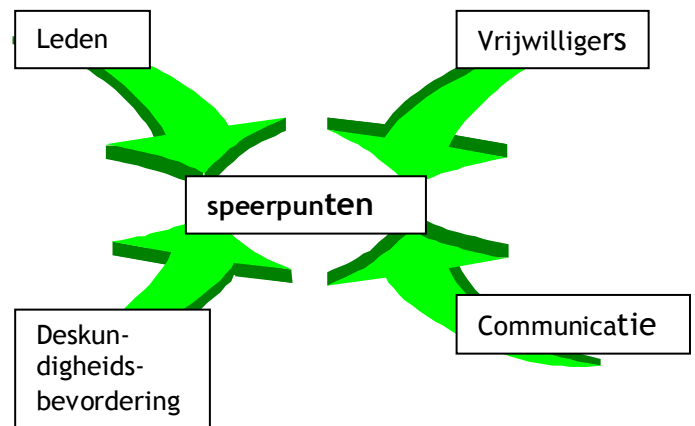 Leden
Vrijwilligers
speerpunten
Deskun-
digheids-
bevordering
Communicatie